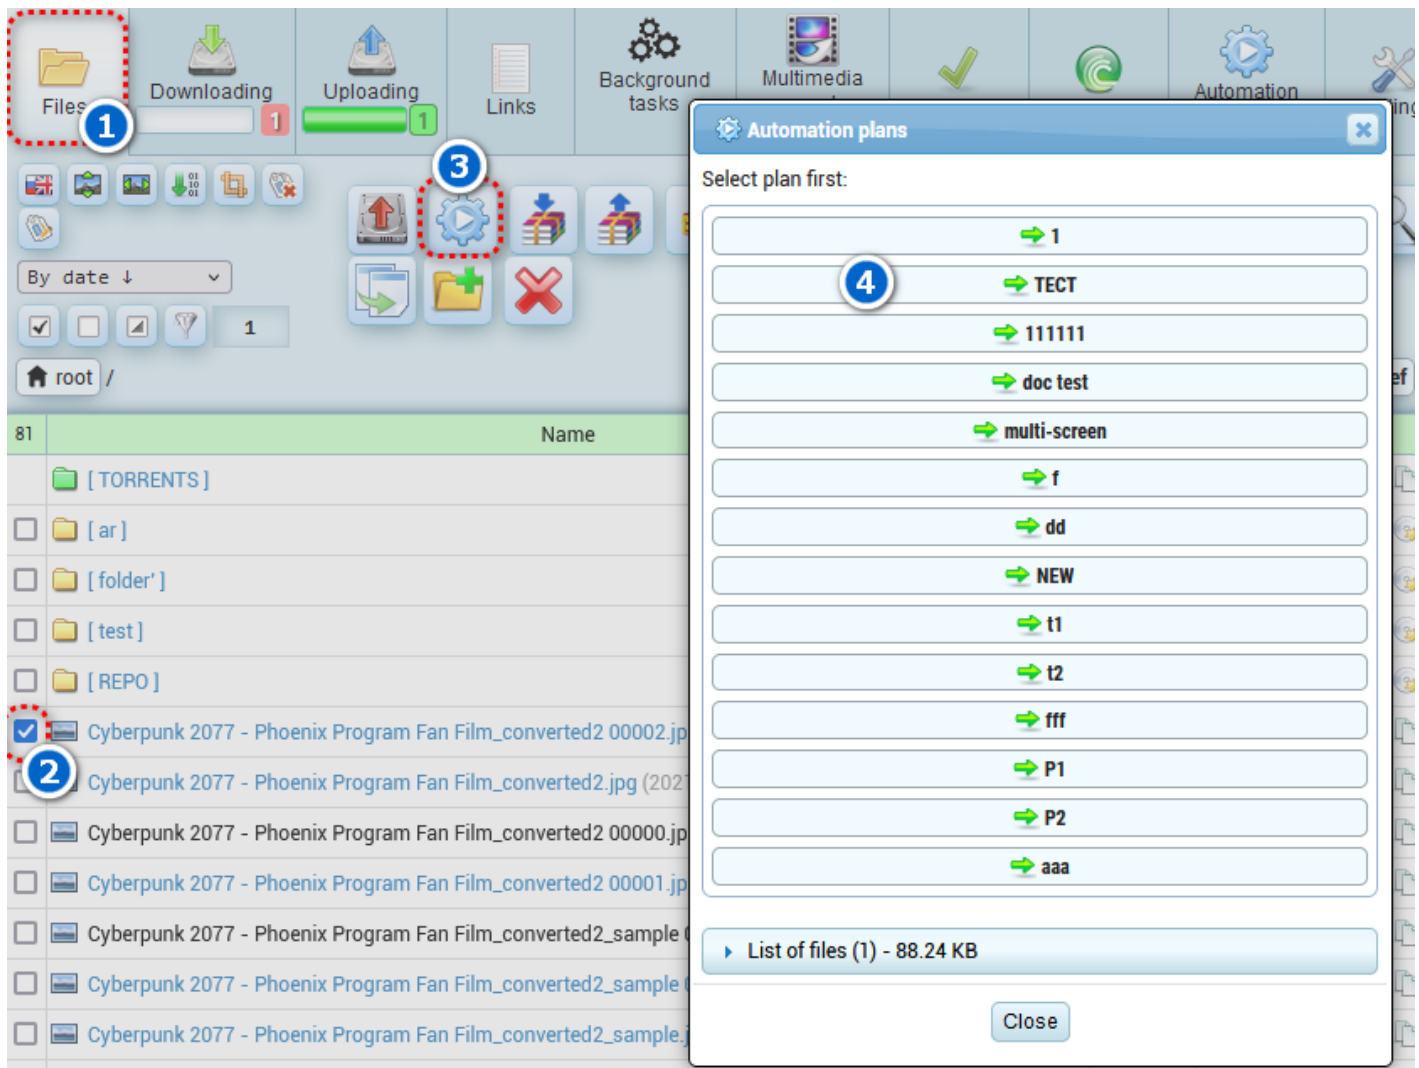 Files
Downloading
Uploading
Links
Background
tasks
Multimedia
Automation
1
1
1
3
Automation plans
Select plan first:
By date ↓
1
root /
1
4
TECT
111111
doc test
multi-screen
f
dd
NEW
t1
t2
fff
P1
P2
aaa
List of files (1) - 88.24 KB
Close
81
Name
[ TORRENTS ]
[ ar ]
[ folder' ]
[ test ]
[ REPO ]
Cyberpunk 2077 - Phoenix Program Fan Film_converted2 00002.jp
2
Cyberpunk 2077 - Phoenix Program Fan Film_converted2.jpg (202
Cyberpunk 2077 - Phoenix Program Fan Film_converted2 00000.jp
Cyberpunk 2077 - Phoenix Program Fan Film_converted2 00001.jp
Cyberpunk 2077 - Phoenix Program Fan Film_converted2_sample
Cyberpunk 2077 - Phoenix Program Fan Film_converted2_sample
Cyberpunk 2077 - Phoenix Program Fan Film_converted2_sample.j